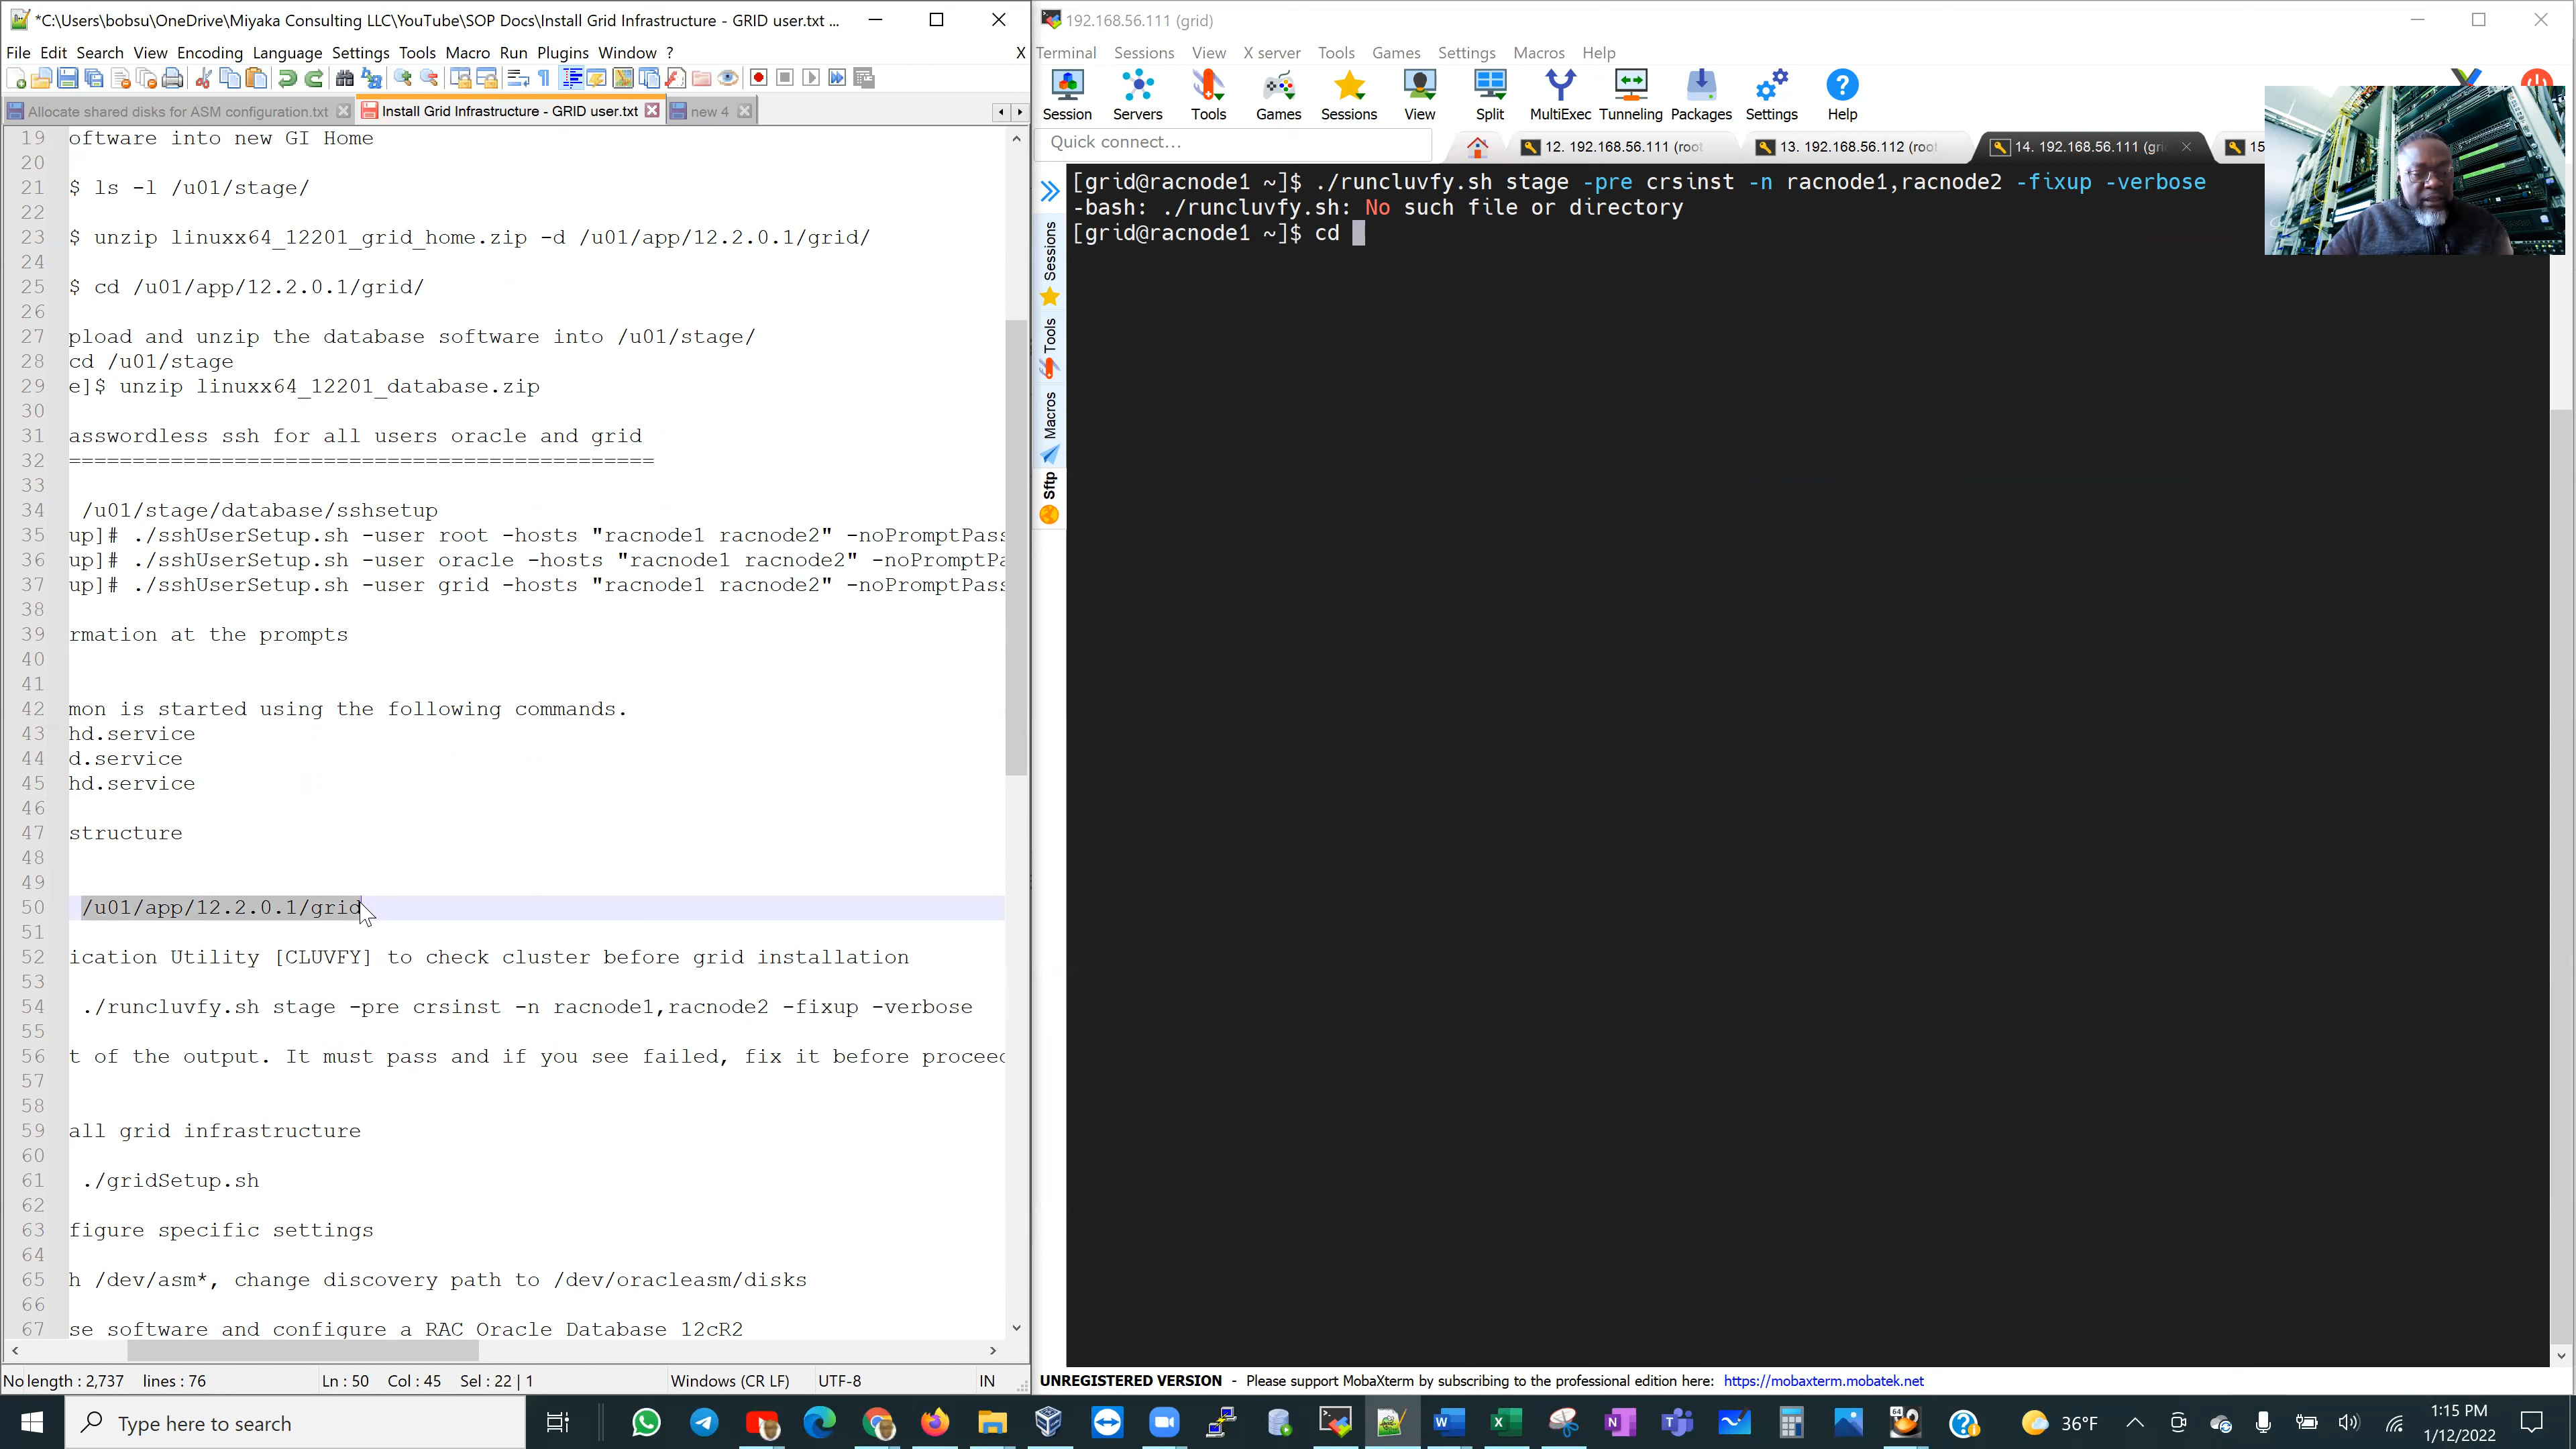 *C:\Users\bobsu\OneDrive\Miyaka Consulting LLC\YouTube\SOP Docs\Install Grid Infrastructure - GRID user.txt ...
File Edit Search View Encoding Language Settings Tools Macro Run Plugins Window ?
X
Allocate shared disks for ASM configuration.txt
Install Grid Infrastructure - GRID user.txt
new 4
19 oftware into new GI Home
20
21 $ ls -l /u01/stage/
22
23 $ unzip linuxx64_12201_grid_home.zip -d /u01/app/12.2.0.1/grid/
24
25 $ cd /u01/app/12.2.0.1/grid/
26
27 pload and unzip the database software into /u01/stage/
28 cd /u01/stage
29 e]$ unzip linuxx64_12201_database.zip
30
31 asswordless ssh for all users oracle and grid
32 ==============================================
33
34 /u01/stage/database/sshsetup
35 up]# ./sshUserSetup.sh -user root -hosts "racnode1 racnode2" -noPromptPass
36 up]# ./sshUserSetup.sh -user oracle -hosts "racnode1 racnode2" -noPromptPa
37 up]# ./sshUserSetup.sh -user grid -hosts "racnode1 racnode2" -noPromptPass
38
39 rmation at the prompts
40
41
42 mon is started using the following commands.
43 hd.service
44 d.service
45 hd.service
46
47 structure
48
49
50 /u01/app/12.2.0.1/grid
51
52 ication Utility [CLUVFY] to check cluster before grid installation
53
54 ./runcluvfy.sh stage -pre crsinst -n racnode1,racnode2 -fixup -verbose
55
56 t of the output. It must pass and if you see failed, fix it before proceed
57
58
59 all grid infrastructure
60
61 ./gridSetup.sh
62
63 figure specific settings
64
65 h /dev/asm*, change discovery path to /dev/oracleasm/disks
66
67 se software and configure a RAC Oracle Database 12cR2
No length : 2,737 lines : 76 Ln : 50 Col : 45 Sel : 22 | 1 Windows (CR LF) UTF-8 IN
192.168.56.111 (grid)
Terminal Sessions View X server Tools Games Settings Macros Help
Session Servers Tools Games Sessions View Split MultiExec Tunneling Packages Settings Help
Quick connect...
12. 192.168.56.111 (root
13. 192.168.56.112 (root
14. 192.168.56.111 (gri
15
Sessions
Tools
Macros
Sftp
[grid@racnode1 ~]$ ./runcluvfy.sh stage -pre crsinst -n racnode1,racnode2 -fixup -verbose
-bash: ./runcluvfy.sh: No such file or directory
[grid@racnode1 ~]$ cd
UNREGISTERED VERSION - Please support MobaXterm by subscribing to the professional edition here: https://mobaxterm.mobatek.net
Type here to search
36°F
1:15 PM
1/12/2022